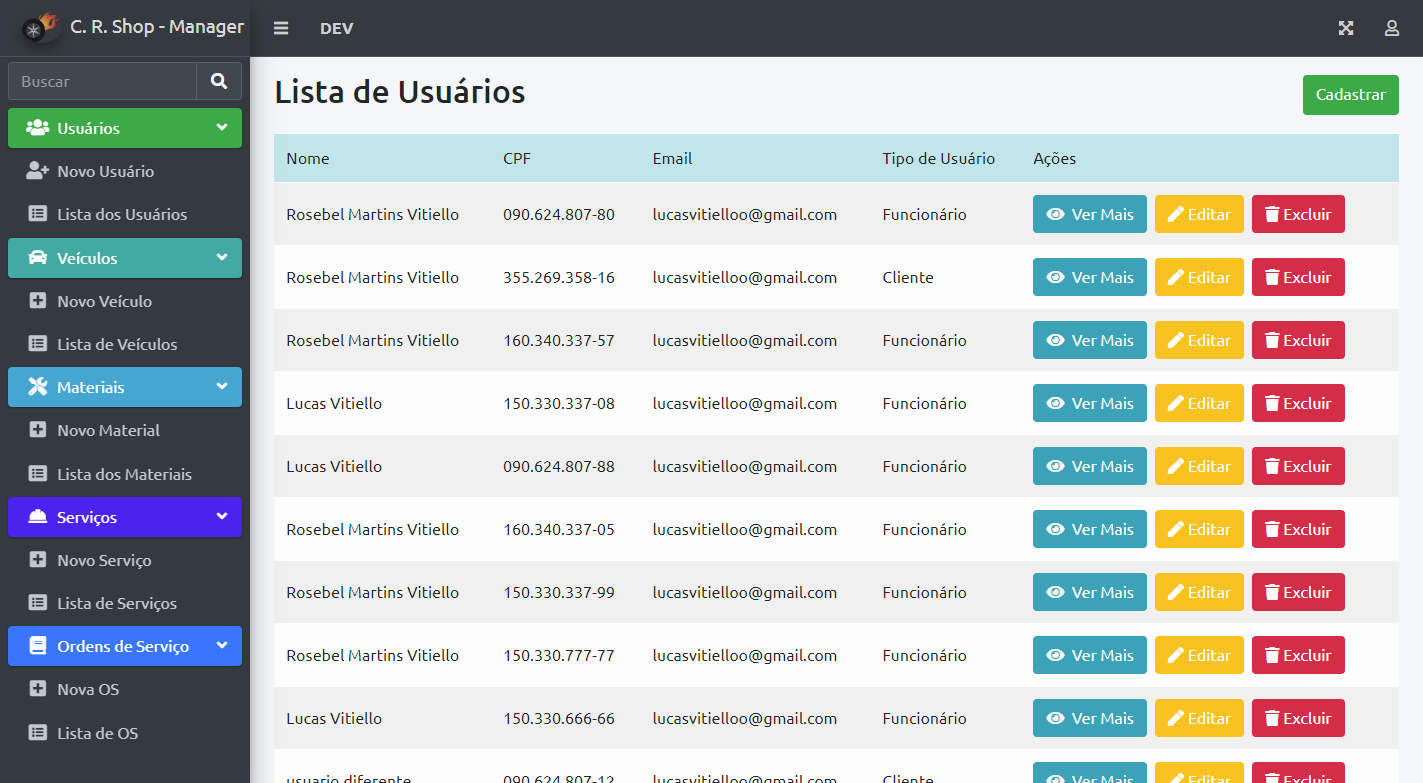 C. R. Shop - Manager
DEV
Buscar
Usuários
Novo Usuário
Lista dos Usuários
Veículos
Novo Veículo
Lista de Veículos
Materiais
Novo Material
Lista dos Materiais
Serviços
Novo Serviço
Lista de Serviços
Ordens de Serviço
Nova OS
Lista de OS
Lista de Usuários
Cadastrar
Nome CPF Email Tipo de Usuário Ações
Rosebel Martins Vitiello 090.624.807-80 lucasvitielloo@gmail.com Funcionário Ver Mais Editar Excluir
Rosebel Martins Vitiello 355.269.358-16 lucasvitielloo@gmail.com Cliente Ver Mais Editar Excluir
Rosebel Martins Vitiello 160.340.337-57 lucasvitielloo@gmail.com Funcionário Ver Mais Editar Excluir
Lucas Vitiello 150.330.337-08 lucasvitielloo@gmail.com Funcionário Ver Mais Editar Excluir
Lucas Vitiello 090.624.807-88 lucasvitielloo@gmail.com Funcionário Ver Mais Editar Excluir
Rosebel Martins Vitiello 160.340.337-05 lucasvitielloo@gmail.com Funcionário Ver Mais Editar Excluir
Rosebel Martins Vitiello 150.330.337-99 lucasvitielloo@gmail.com Funcionário Ver Mais Editar Excluir
Rosebel Martins Vitiello 150.330.777-77 lucasvitielloo@gmail.com Funcionário Ver Mais Editar Excluir
Lucas Vitiello 150.330.666-66 lucasvitielloo@gmail.com Funcionário Ver Mais Editar Excluir
usuario diferente 090.624.807-12 lucasvitielloo@gmail.com Cliente Ver Mais Editar Excluir